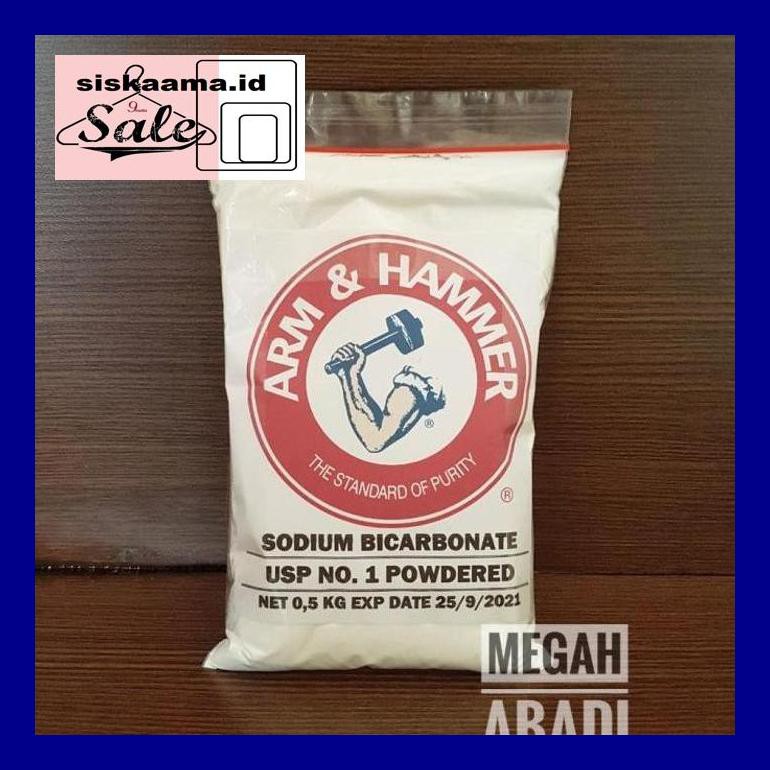 siskaama.id
Sale
ARM & HAMMER
®
THE STANDARD OF PURITY
®
SODIUM BICARBONATE
USP NO. 1 POWDERED
NET 0,5 KG EXP DATE 25/9/2021
MEGAH
ABADI